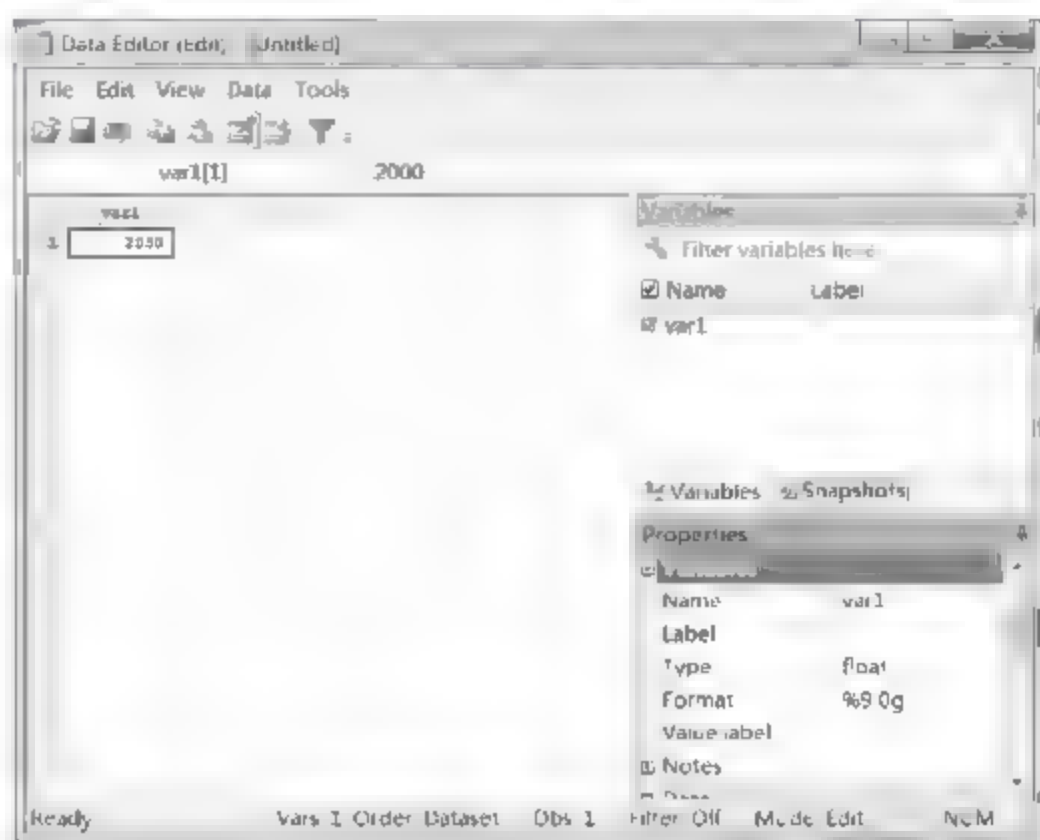 Data Editor (Edit) [Untitled]
File Edit View Data Tools
var1[1] 2000
var1
1
Variables
Filter variables here
Name Label
var1
Variables Snapshots
Properties
Name var1
Label
Type float
Format %9.0g
Value label
Notes
Data
Ready Vars 1 Order Dataset Obs 1 Filter Off Mode Edit NUM